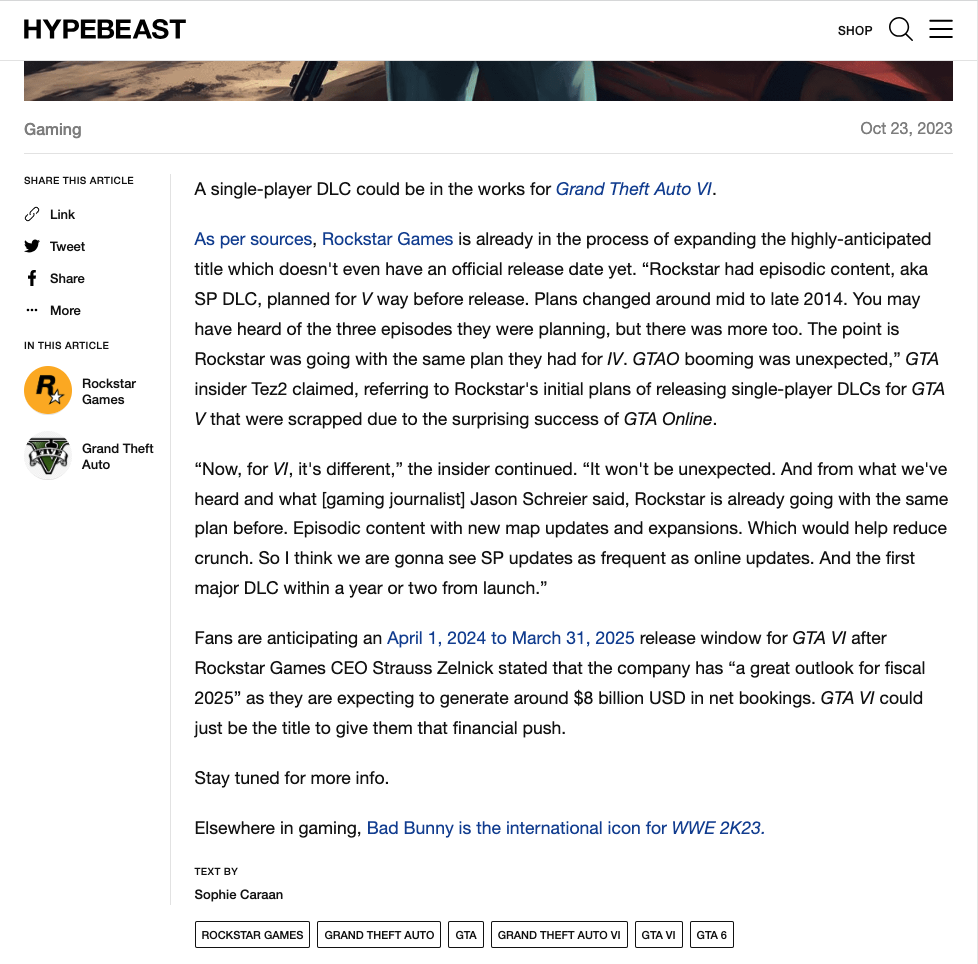 HYPEBEAST
SHOP
Gaming
Oct 23, 2023
SHARE THIS ARTICLE
Link
Tweet
Share
More
IN THIS ARTICLE
R
Rockstar
Games
FIVE
Grand Theft
Auto
A single-player DLC could be in the works for Grand Theft Auto VI.
As per sources, Rockstar Games is already in the process of expanding the highly-anticipated
title which doesn't even have an official release date yet. “Rockstar had episodic content, aka
SP DLC, planned for V way before release. Plans changed around mid to late 2014. You may
have heard of the three episodes they were planning, but there was more too. The point is
Rockstar was going with the same plan they had for IV. GTAO booming was unexpected,” GTA
insider Tez2 claimed, referring to Rockstar's initial plans of releasing single-player DLCs for GTA
V that were scrapped due to the surprising success of GTA Online.
“Now, for VI, it's different,” the insider continued. “It won't be unexpected. And from what we've
heard and what [gaming journalist] Jason Schreier said, Rockstar is already going with the same
plan before. Episodic content with new map updates and expansions. Which would help reduce
crunch. So I think we are gonna see SP updates as frequent as online updates. And the first
major DLC within a year or two from launch.”
Fans are anticipating an April 1, 2024 to March 31, 2025 release window for GTA VI after
Rockstar Games CEO Strauss Zelnick stated that the company has “a great outlook for fiscal
2025” as they are expecting to generate around $8 billion USD in net bookings. GTA VI could
just be the title to give them that financial push.
Stay tuned for more info.
Elsewhere in gaming, Bad Bunny is the international icon for WWE 2K23.
TEXT BY
Sophie Caraan
ROCKSTAR GAMES
GRAND THEFT AUTO
GTA
GRAND THEFT AUTO VI
GTA VI
GTA 6